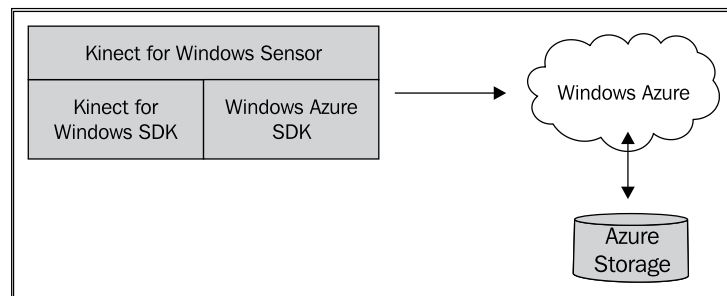 Kinect for Windows Sensor
Kinect for
Windows SDK
Windows Azure
SDK
Windows Azure
Azure
Storage